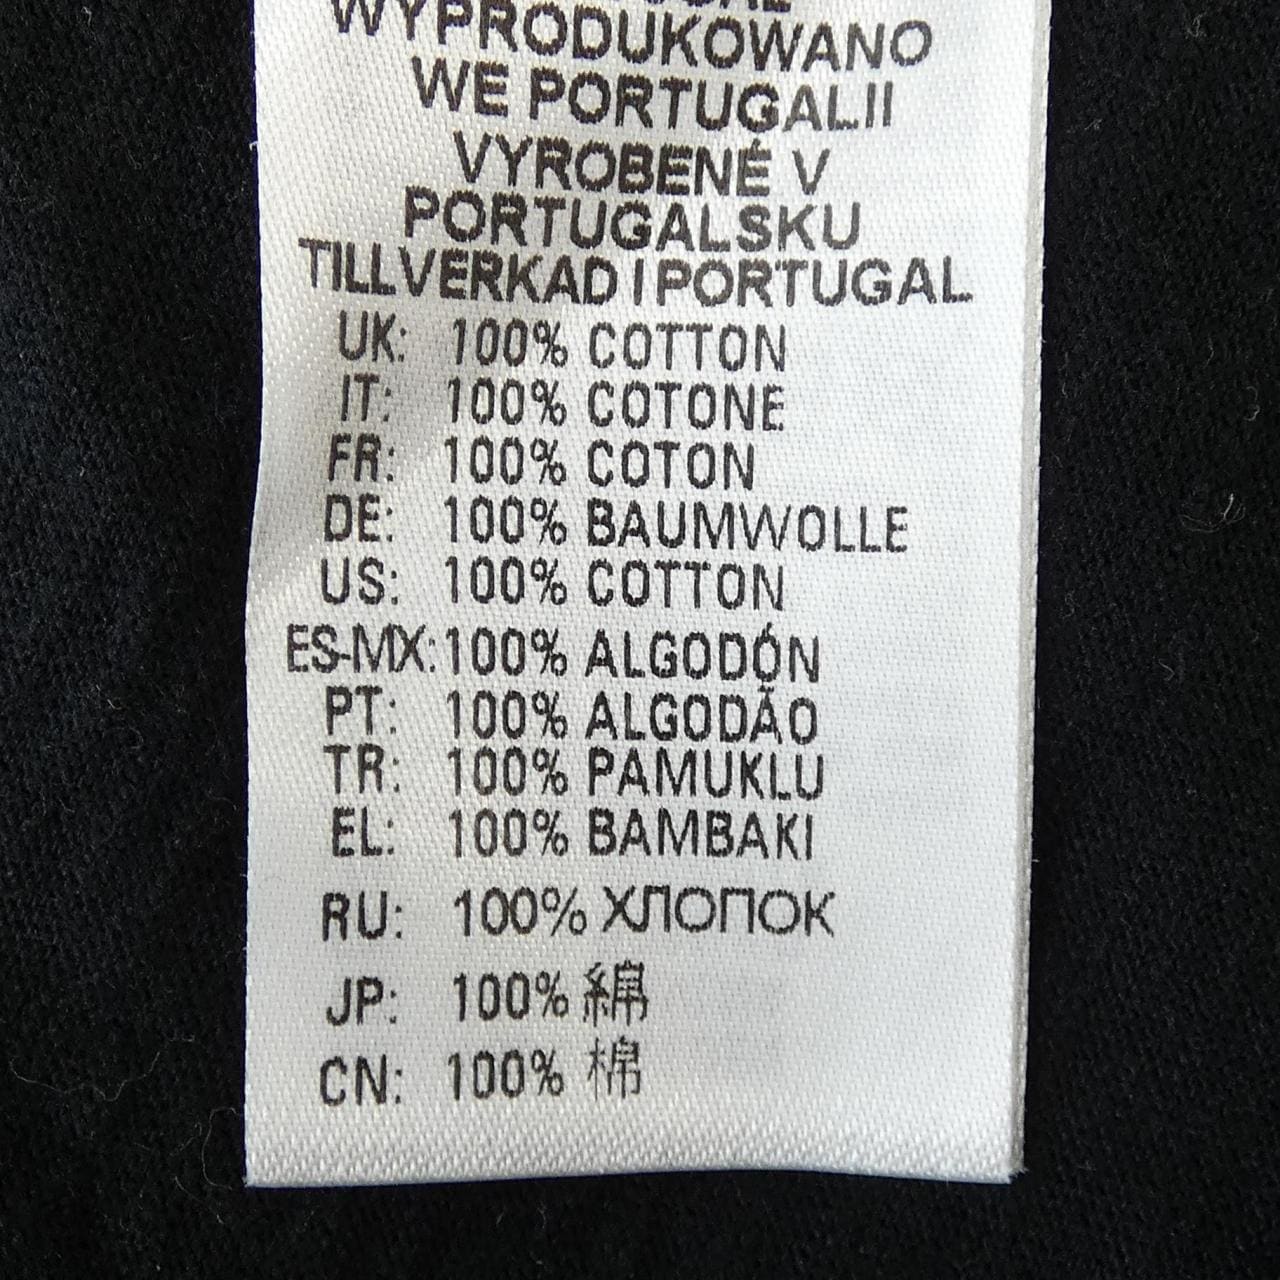 WYPRODUKOWANO
WE PORTUGALII
VYROBENÉ V
PORTUGALSKU
TILLVERKAD I PORTUGAL
UK: 100% COTTON
IT: 100% COTONE
FR: 100% COTON
DE: 100% BAUMWOLLE
US: 100% COTTON
ES-MX: 100% ALGODÓN
PT: 100% ALGODÃO
TR: 100% PAMUKLU
EL: 100% BAMBAKI
RU: 100% ХЛОПОК
JP: 100% 綿
CN: 100% 棉